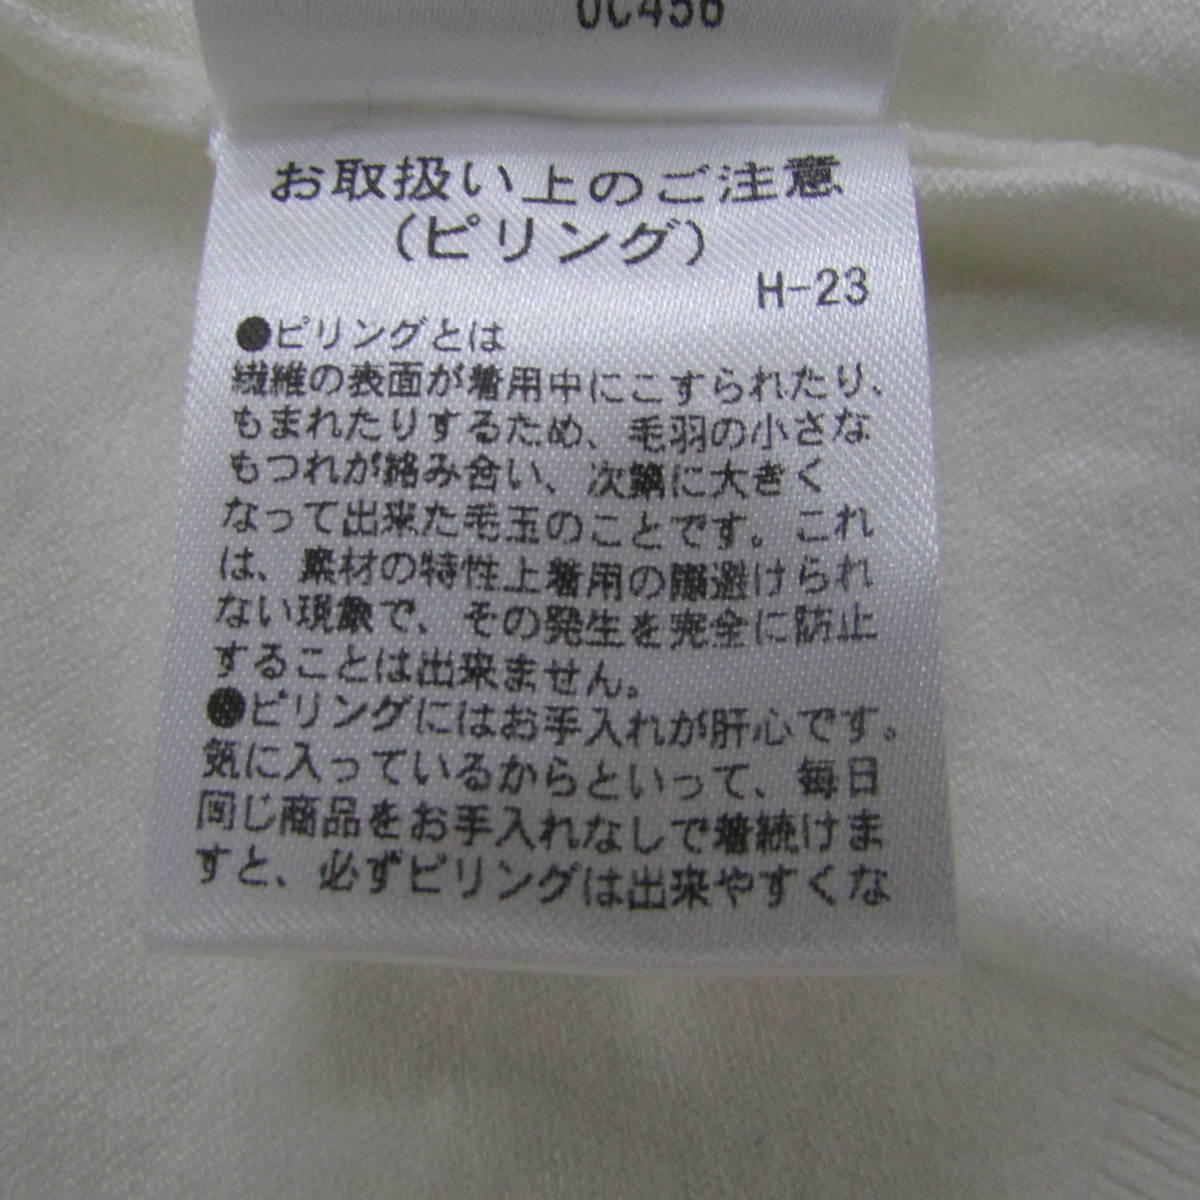 0C456
お取扱い上のご注意
(ピリング)
H-23
●ピリングとは
繊維の表面が着用中にこすられたり、
もまれたりするため、毛羽の小さな
もつれが絡み合い、次第に大きく
なって出来た毛玉のことです。これ
は、素材の特性上着用の際避けられ
ない現象で、その発生を完全に防止
することは出来ません。
●ピリングにはお手入れが肝心です。
気に入っているからといって、毎日
同じ商品をお手入れなしで着続けま
すと、必ずピリングは出来やすくな